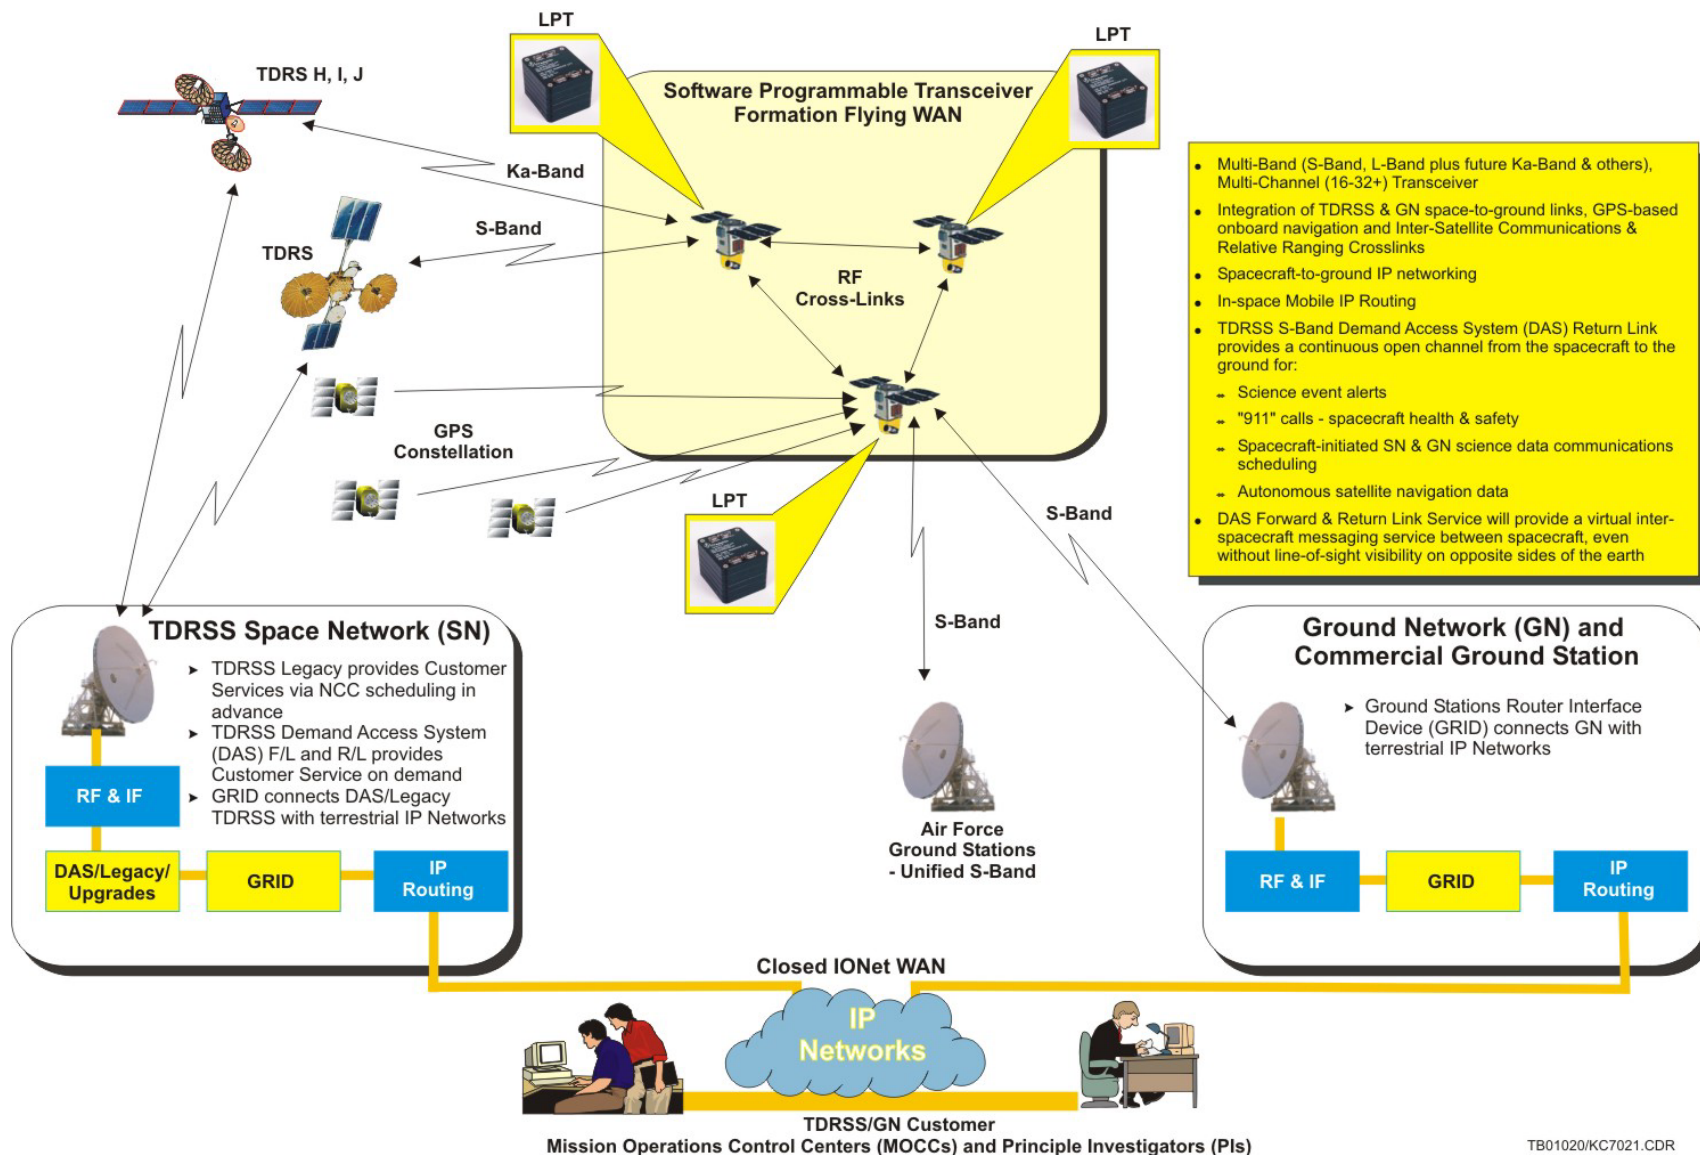 LPT
LPT
TDRS H, I, J
Software Programmable Transceiver
Formation Flying WAN
Ka-Band
S-Band
TDRS
RF
Cross-Links
GPS
Constellation
LPT
S-Band
S-Band
• Multi-Band (S-Band, L-Band plus future Ka-Band & others),
Multi-Channel (16-32+) Transceiver
• Integration of TDRSS & GN space-to-ground links, GPS-based
onboard navigation and Inter-Satellite Communications &
Relative Ranging Crosslinks
• Spacecraft-to-ground IP networking
• In-space Mobile IP Routing
• TDRSS S-Band Demand Access System (DAS) Return Link
provides a continuous open channel from the spacecraft to the
ground for:
Science event alerts
"911" calls - spacecraft health & safety
Spacecraft-initiated SN & GN science data communications
scheduling
Autonomous satellite navigation data
• DAS Forward & Return Link Service will provide a virtual inter-
spacecraft messaging service between spacecraft, even
without line-of-sight visibility on opposite sides of the earth
TDRSS Space Network (SN)
➤ TDRSS Legacy provides Customer
Services via NCC scheduling in
advance
➤ TDRSS Demand Access System
(DAS) F/L and R/L provides
Customer Service on demand
➤ GRID connects DAS/Legacy
TDRSS with terrestrial IP Networks
RF & IF
DAS/Legacy/
Upgrades
GRID
IP
Routing
Air Force
Ground Stations
- Unified S-Band
Ground Network (GN) and
Commercial Ground Station
➤ Ground Stations Router Interface
Device (GRID) connects GN with
terrestrial IP Networks
RF & IF
GRID
IP
Routing
Closed IONet WAN
IP
Networks
TDRSS/GN Customer
Mission Operations Control Centers (MOCCs) and Principle Investigators (PIs)
TB01020/KC7021.CDR